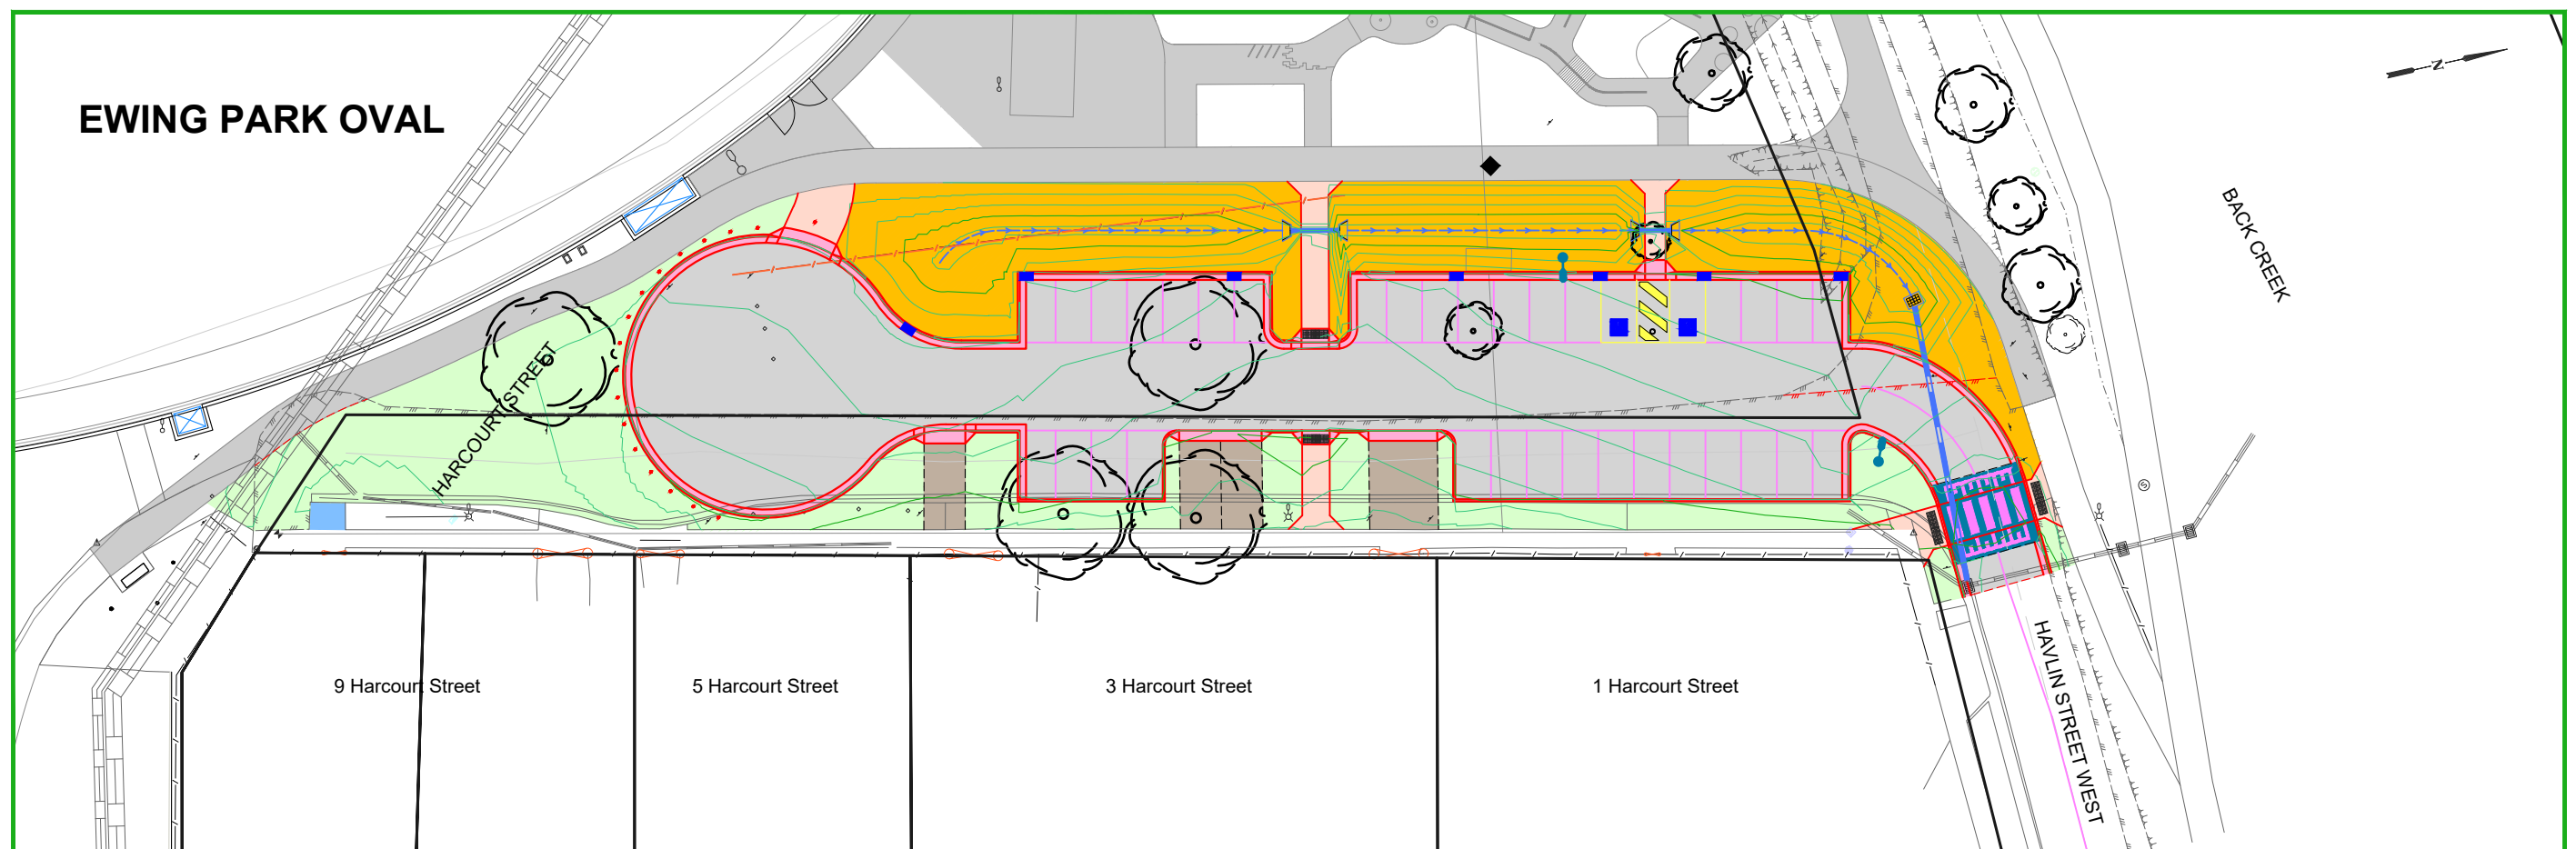 EWING PARK OVAL
N
BACK CREEK
HARCOURT STREET
S
9 Harcourt Street
5 Harcourt Street
3 Harcourt Street
1 Harcourt Street
HAVLIN STREET WEST